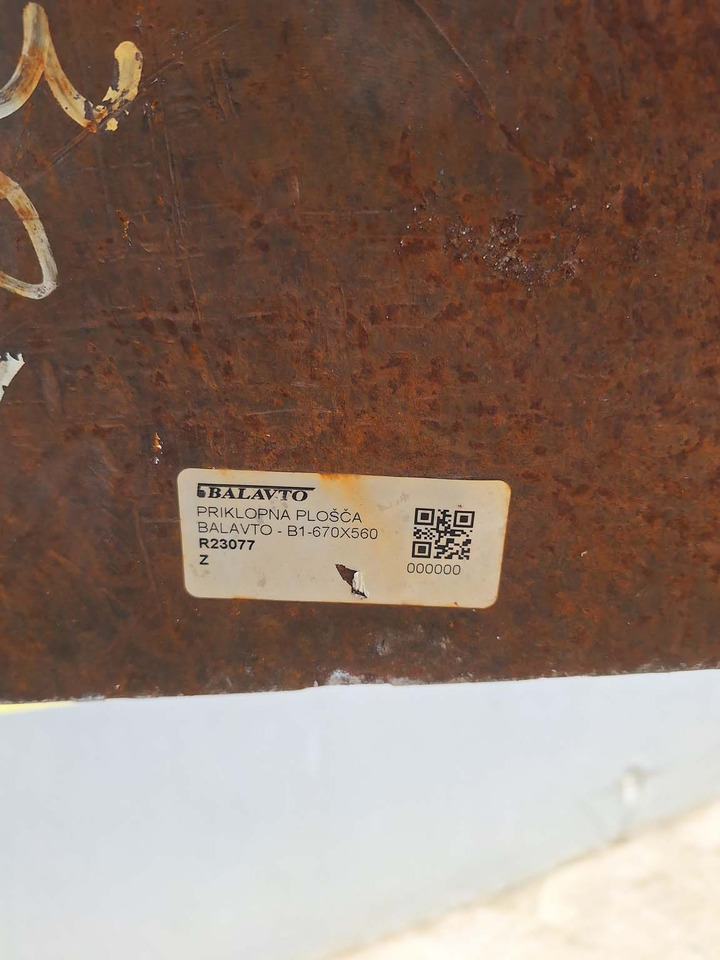 BALAVTO
PRIKLOPNA PLOŠČA
BALAVTO - B1-670X560
R23077
Z
000000